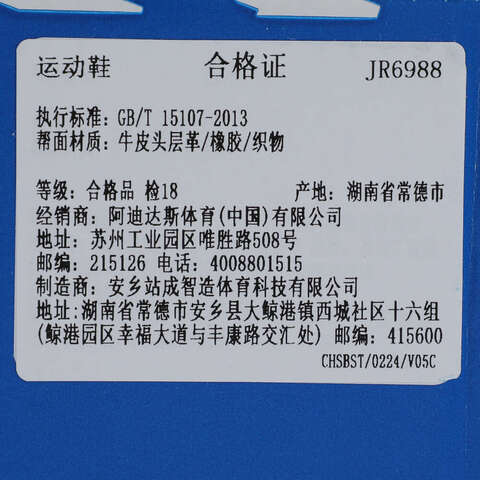 运动鞋 合格证 JR6988
执行标准: GB/T 15107-2013
帮面材质: 牛皮头层革/橡胶/织物
等级: 合格品 检18 产地: 湖南省常德市
经销商: 阿迪达斯体育(中国)有限公司
地址: 苏州工业园区唯胜路508号
邮编: 215126 电话: 4008801515
制造商: 安乡站成智造体育科技有限公司
地址:湖南省常德市安乡县大鲸港镇西城社区十六组
(鲸港园区幸福大道与丰康路交汇处) 邮编: 415600
CHSBST/0224/V05C